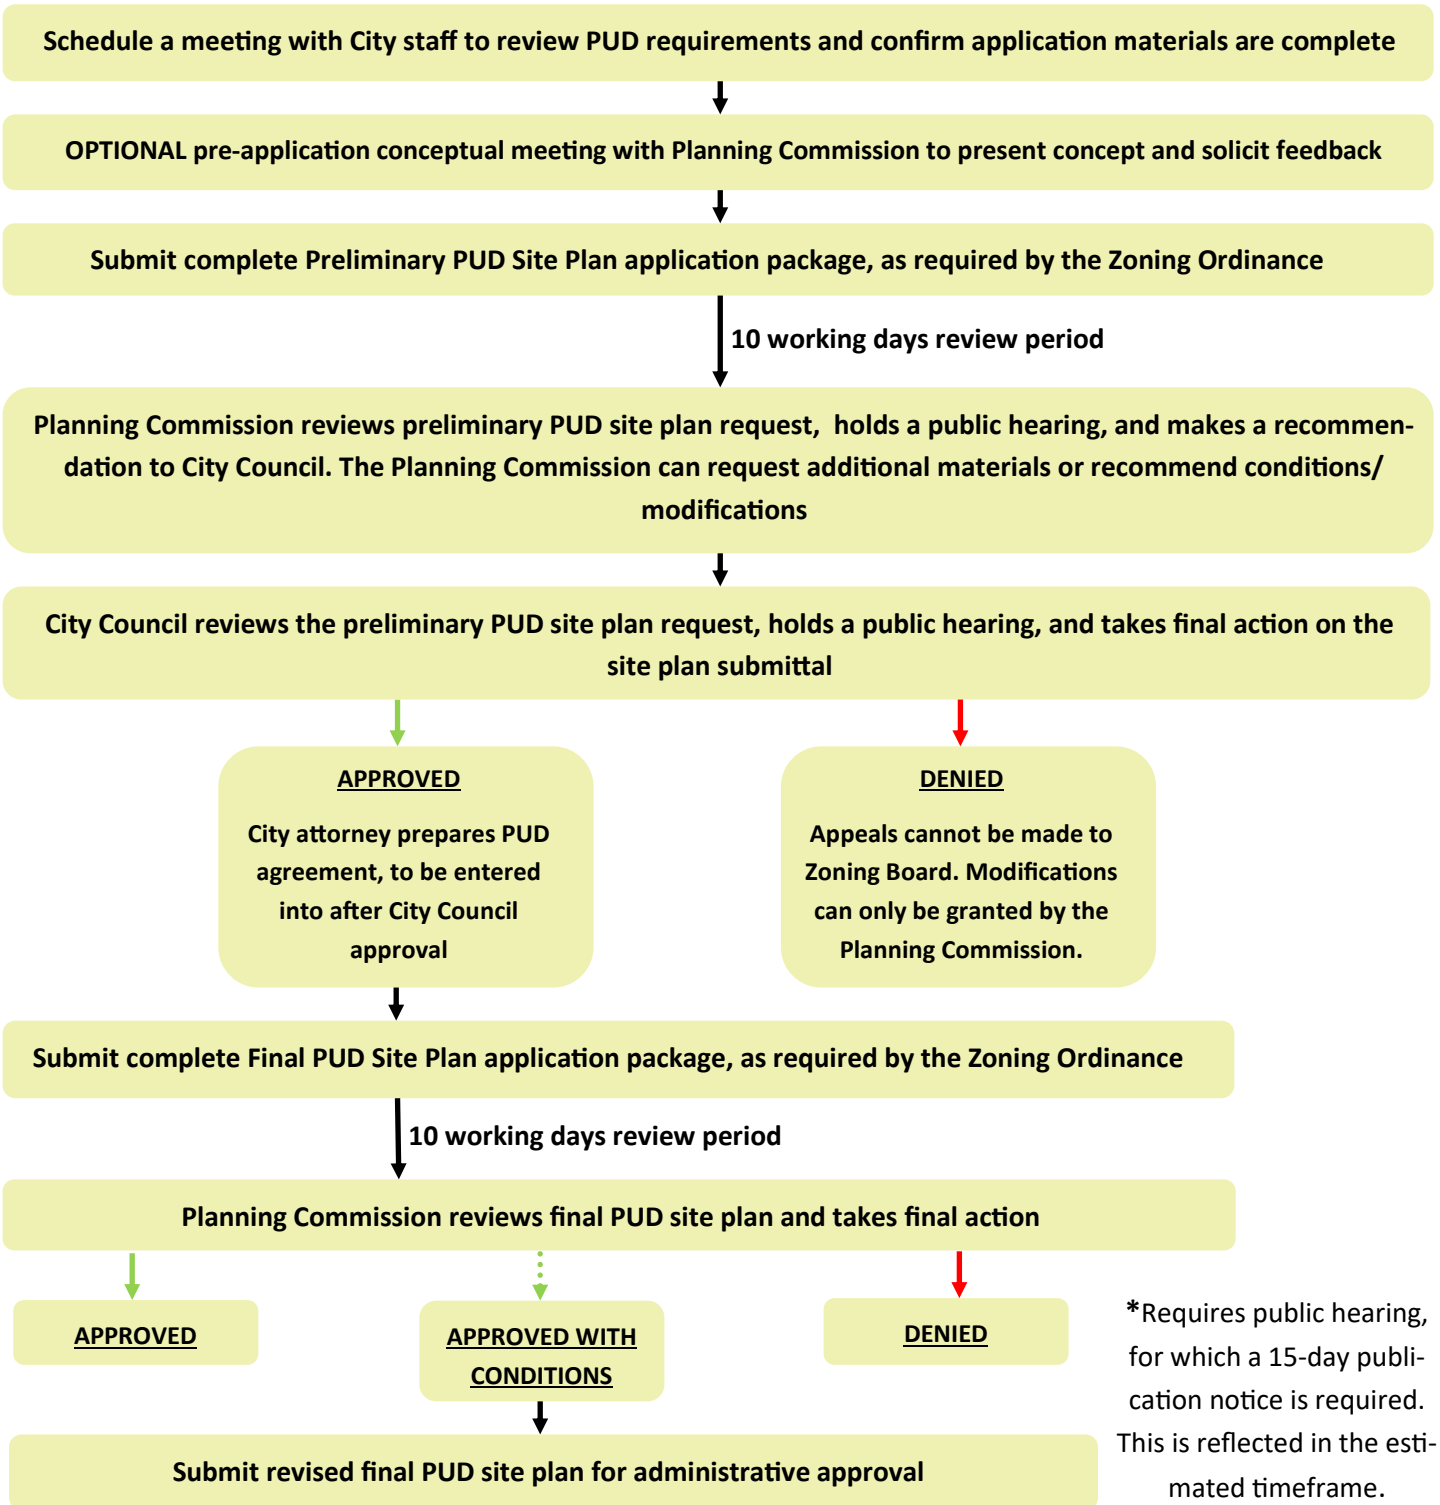 Schedule a meeting with City staff to review PUD requirements and confirm application materials are complete
OPTIONAL pre-application conceptual meeting with Planning Commission to present concept and solicit feedback
Submit complete Preliminary PUD Site Plan application package, as required by the Zoning Ordinance
10 working days review period
Planning Commission reviews preliminary PUD site plan request,  holds a public hearing, and makes a recommen-
dation to City Council. The Planning Commission can request additional materials or recommend conditions/
modifications
City Council reviews the preliminary PUD site plan request, holds a public hearing, and takes final action on the
site plan submittal
APPROVED
City attorney prepares PUD
agreement, to be entered
into after City Council
approval
DENIED
Appeals cannot be made to
Zoning Board. Modifications
can only be granted by the
Planning Commission.
Submit complete Final PUD Site Plan application package, as required by the Zoning Ordinance
10 working days review period
Planning Commission reviews final PUD site plan and takes final action
APPROVED
APPROVED WITH
CONDITIONS
DENIED
Submit revised final PUD site plan for administrative approval
*Requires public hearing,
for which a 15-day publi-
cation notice is required.
This is reflected in the esti-
mated timeframe.